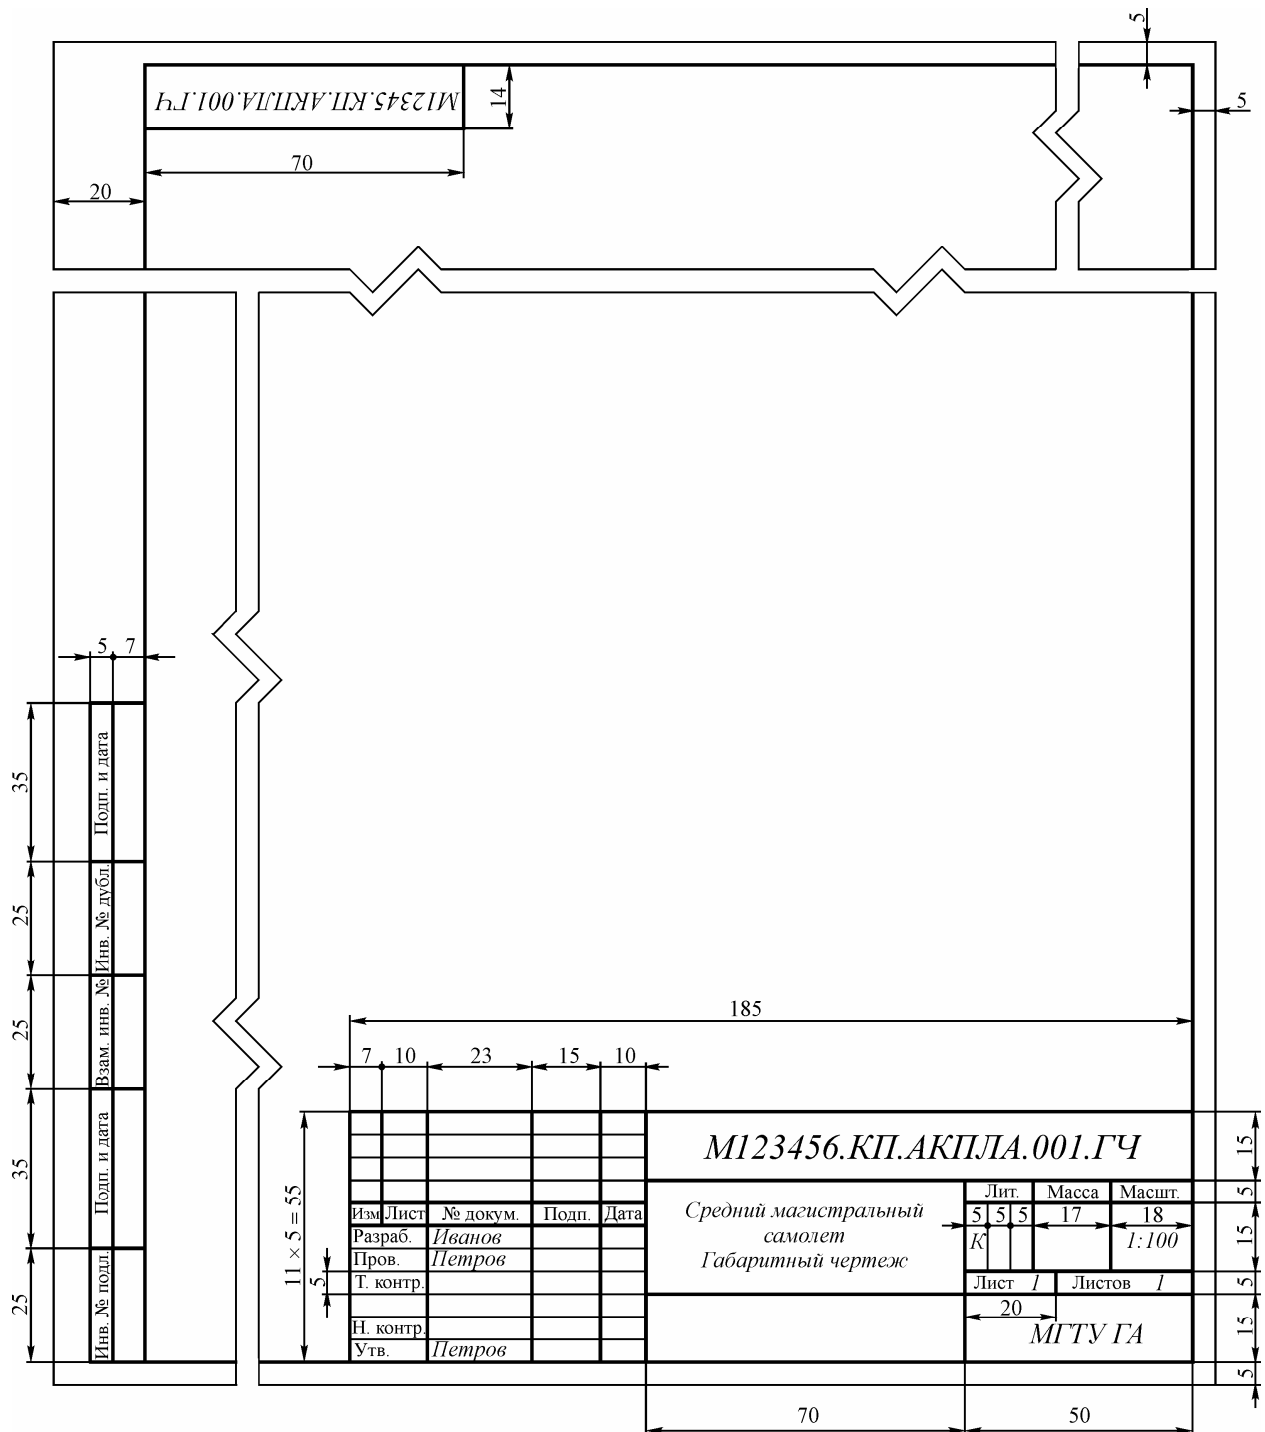 5
М12345.КП.АКПЛА.001.ГЧ
14
5
70
20
5 7
35
Подп. и дата
25
Инв. № дубл.
25
Взам. инв. №
35
Подп. и дата
25
Инв. № подл.
185
7 10 23 15 10
11 × 5 = 55
5
М123456.КП.АКПЛА.001.ГЧ
15
Лит. Масса Масшт.
5
Средний магистральный
самолет
Габаритный чертеж
5 5 5 17 18
К 1:100
15
Изм Лист № докум. Подп. Дата
Разраб. Иванов
Пров. Петров
Т. контр.
Н. контр.
Утв. Петров
Лист 1 Листов 1
5
20
МГТУ ГА
15
5
70 50